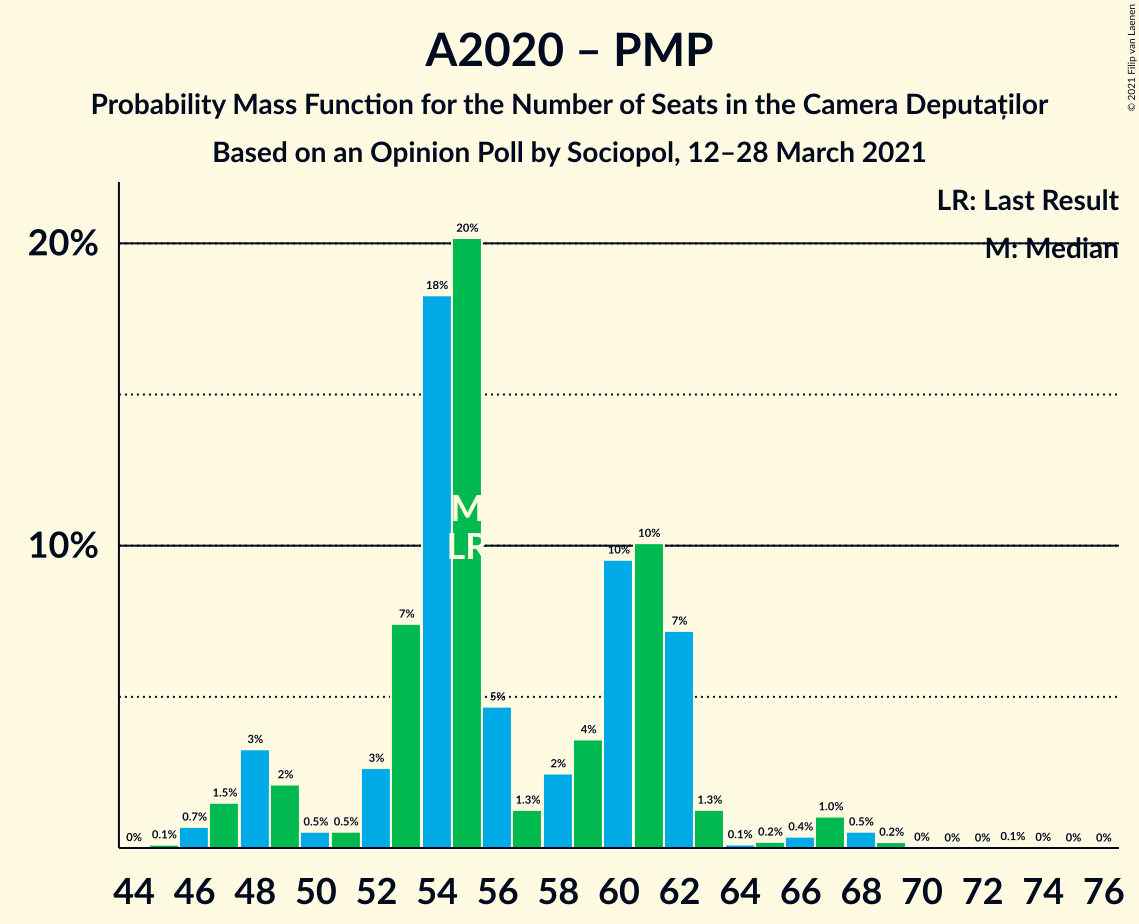 A2020 – PMP
Probability Mass Function for the Number of Seats in the Camera Deputaților
Based on an Opinion Poll by Sociopol, 12–28 March 2021
© 2021 Filip van Laenen
LR: Last Result
M: Median
20%
10%
0% 0.1% 0.7% 1.5% 3% 2% 0.5% 0.5% 3% 7% 18% 20% 5% 1.3% 2% 4% 10% 10% 7% 1.3% 0.1% 0.2% 0.4% 1.0% 0.5% 0.2% 0% 0% 0% 0.1% 0% 0% 0%
M
LR
44 46 48 50 52 54 56 58 60 62 64 66 68 70 72 74 76